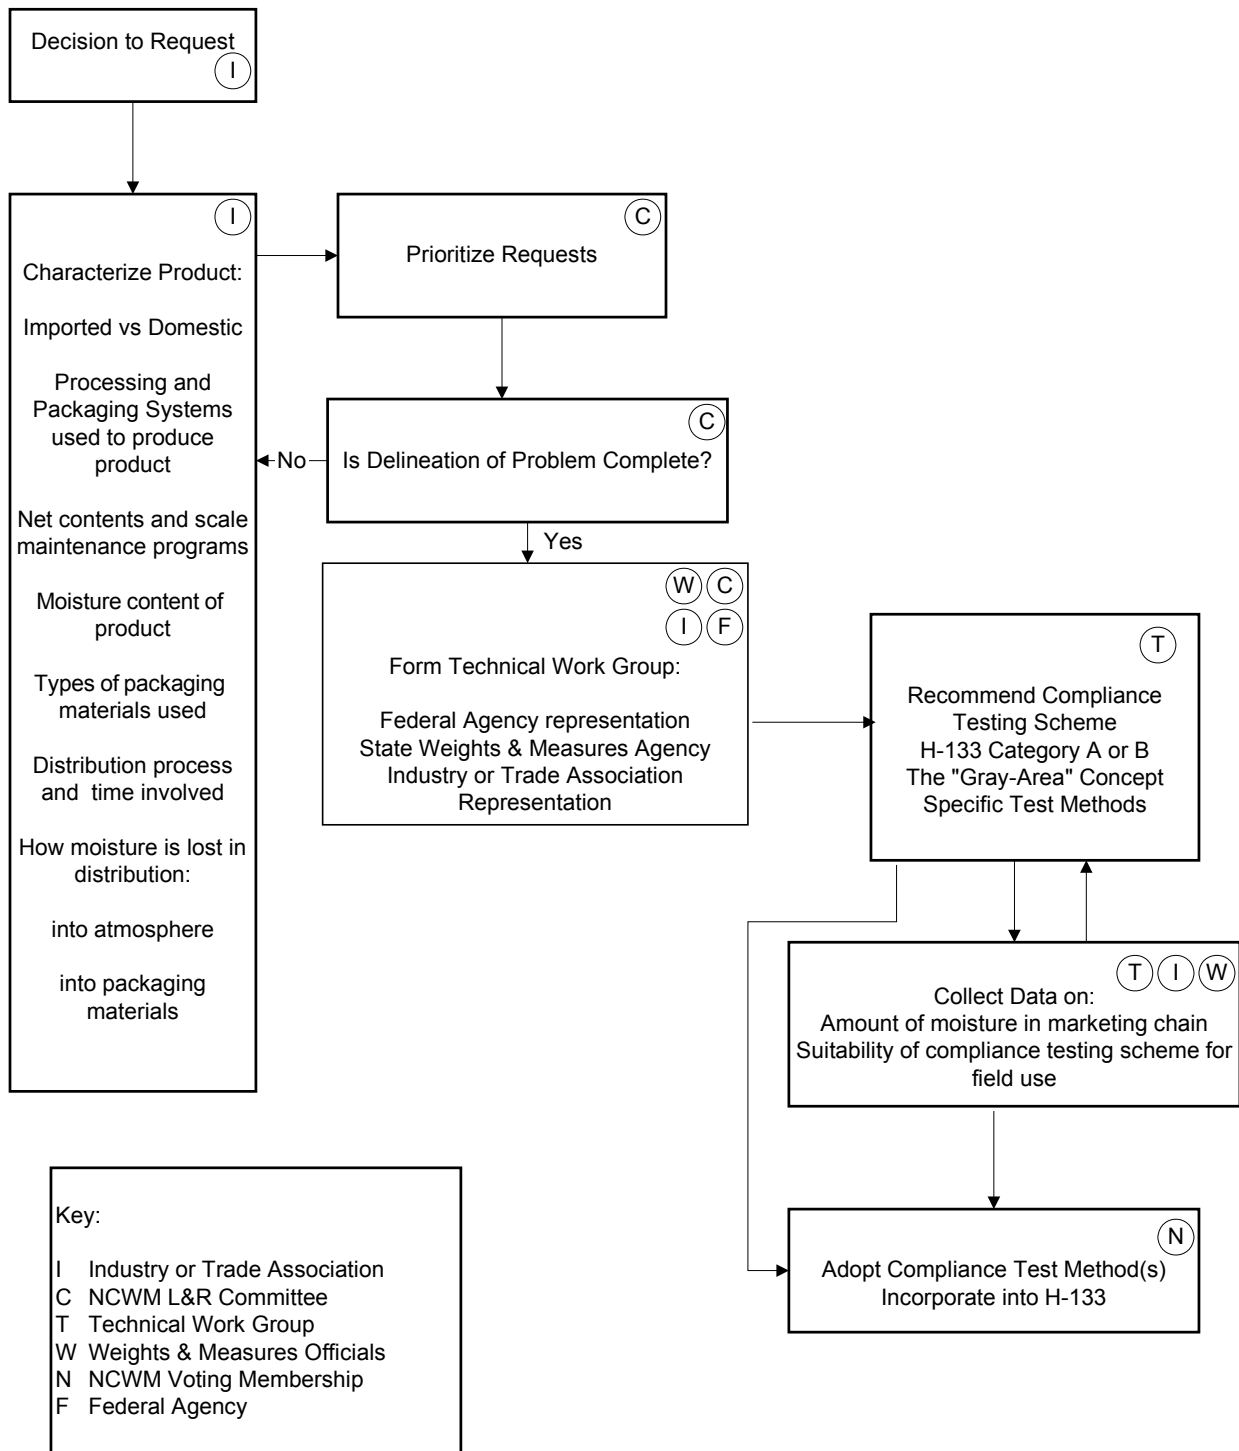 Decision to Request
I
I
Characterize Product:
Imported vs Domestic
Processing and
Packaging Systems
used to produce
product
Net contents and scale
maintenance programs
Moisture content of
product
Types of packaging
materials used
Distribution process
and time involved
How moisture is lost in
distribution:
into atmosphere
into packaging
materials
C
Prioritize Requests
C
Is Delineation of Problem Complete?
No
Yes
W C
I F
Form Technical Work Group:
Federal Agency representation
State Weights & Measures Agency
Industry or Trade Association
Representation
T
Recommend Compliance
Testing Scheme
H-133 Category A or B
The "Gray-Area" Concept
Specific Test Methods
T I W
Collect Data on:
Amount of moisture in marketing chain
Suitability of compliance testing scheme for
field use
N
Adopt Compliance Test Method(s)
Incorporate into H-133
Key:
I Industry or Trade Association
C NCWM L&R Committee
T Technical Work Group
W Weights & Measures Officials
N NCWM Voting Membership
F Federal Agency